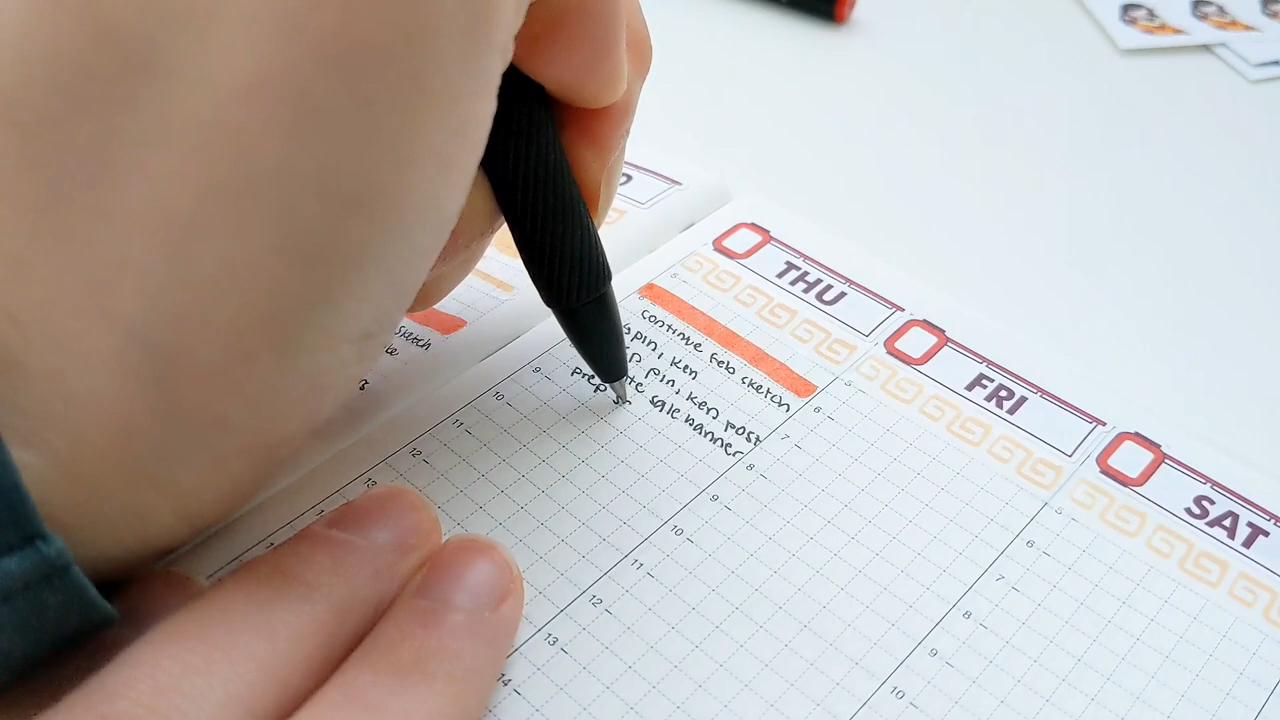 THU
FRI
SAT
continue feb sketch
pin, ken
pin, ken post
sale banner
prep
sketch
5
6
9
10
11
12
13
5
6
7
8
9
10
11
12
13
14
5
6
7
8
9
10